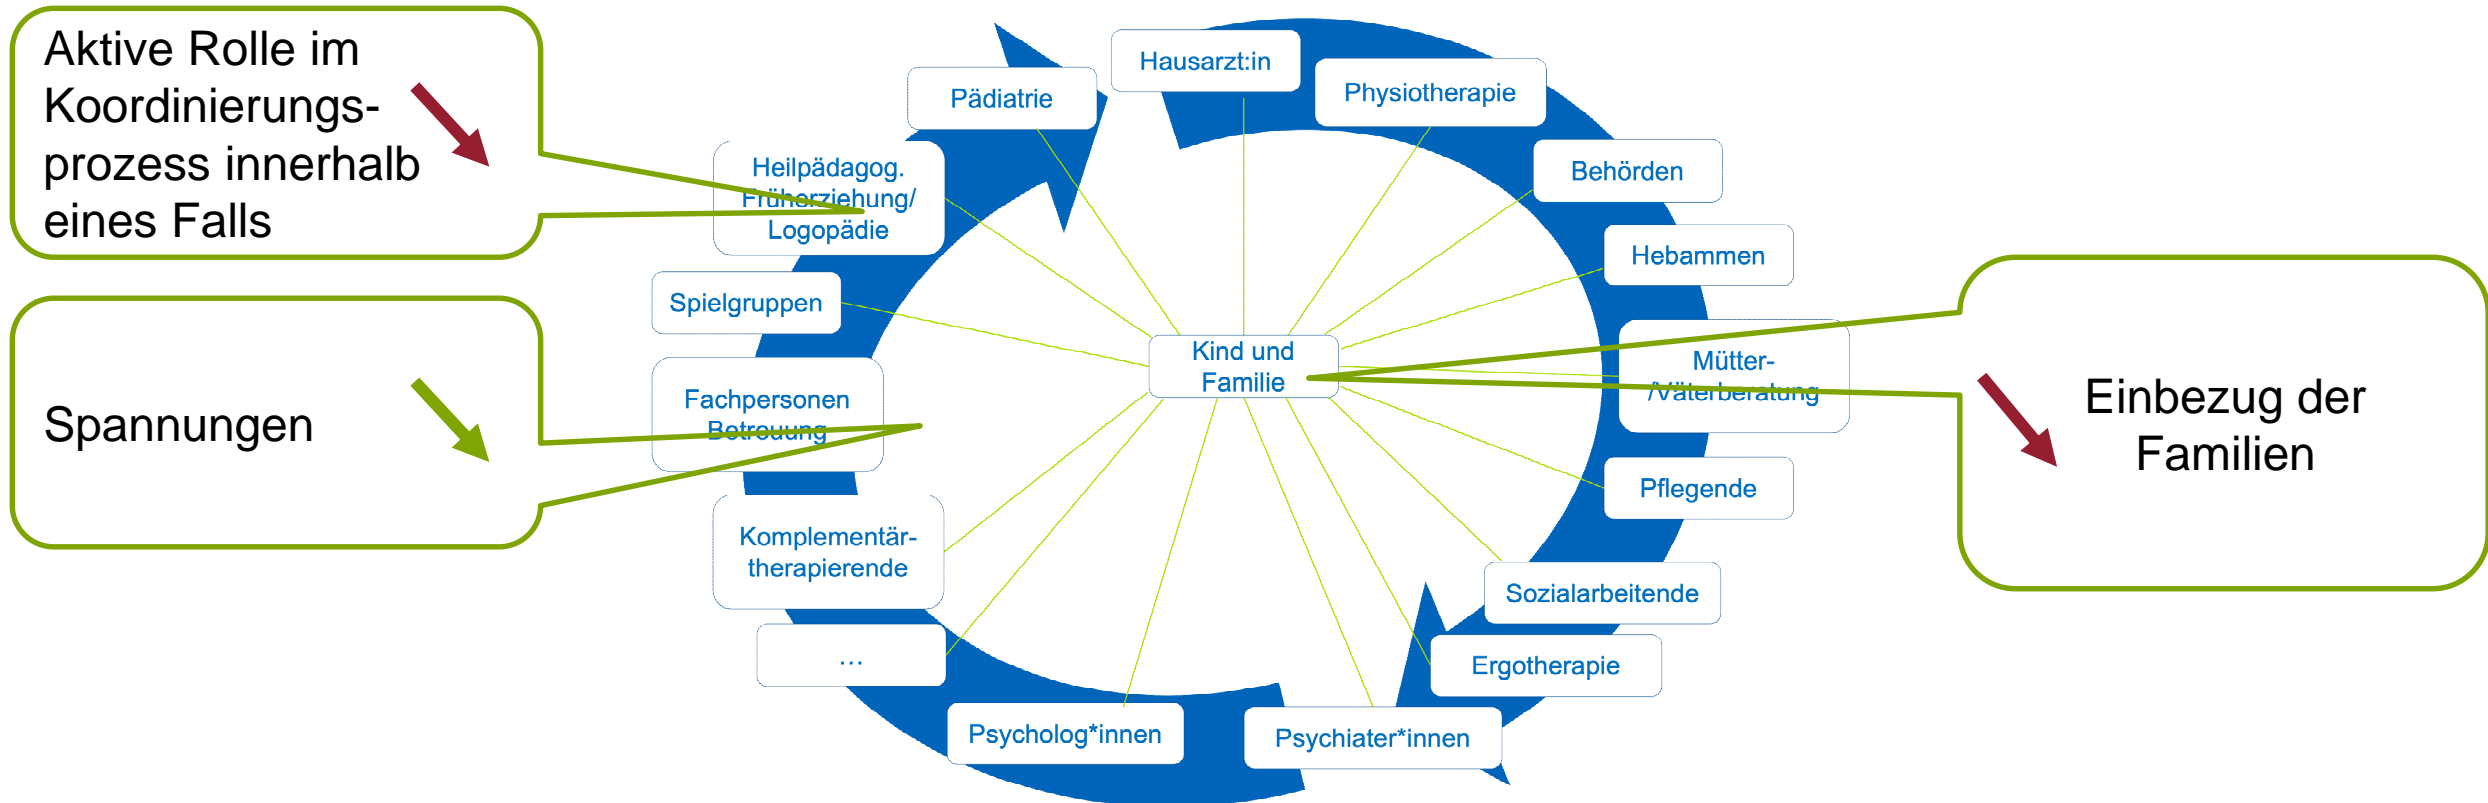 Aktive Rolle im
Koordinierungs-
prozess innerhalb
eines Falls
Spannungen
Hausarzt:in
Pädiatrie
Physiotherapie
Heilpädagog.
Früherziehung/
Logopädie
Behörden
Hebammen
Spielgruppen
Kind und
Familie
Mütter-
/Väterberatung
Fachpersonen
Betreuung
Pflegende
Komplementär-
therapierende
Sozialarbeitende
…
Ergotherapie
Psycholog*innen
Psychiater*innen
Einbezug der
Familien